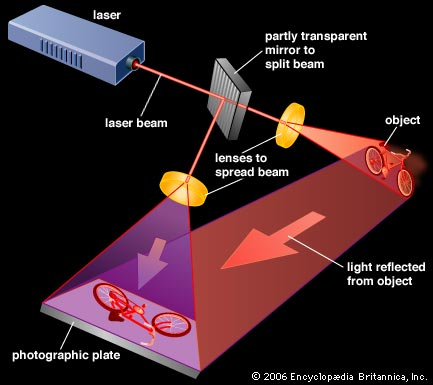 laser
partly transparent
mirror to
split beam
laser beam
object
lenses to
spread beam
light reflected
from object
photographic plate
© 2006 Encyclopædia Britannica, Inc.